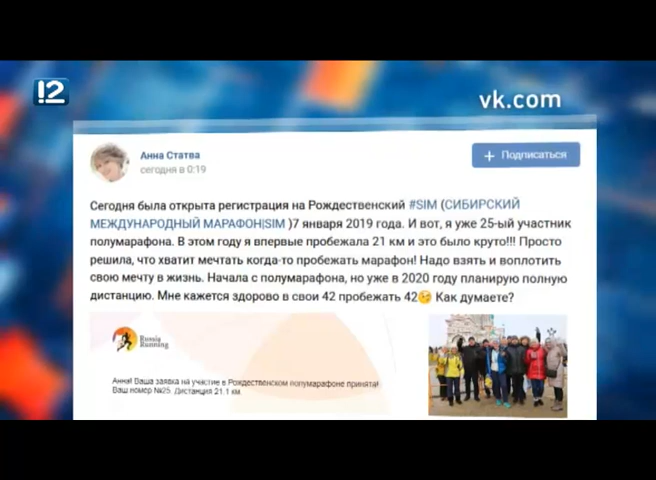 12
vk.com
Анна Статва
сегодня в 0:19
+ Подписаться
Сегодня была открыта регистрация на Рождественский #SIM (СИБИРСКИЙ
МЕЖДУНАРОДНЫЙ МАРАФОН|SIM )7 января 2019 года. И вот, я уже 25-ый участник
полумарафона. В этом году я впервые пробежала 21 км и это было круто!!! Просто
решила, что хватит мечтать когда-то пробежать марафон! Надо взять и воплотить
свою мечту в жизнь. Начала с полумарафона, но уже в 2020 году планирую полную
дистанцию. Мне кажется здорово в свои 42 пробежать 42😘 Как думаете?
Russia
Running
Анна! Ваша заявка на участие в Рождественском полумарафоне принята!
Ваш номер №25. Дистанция 21.1 км.